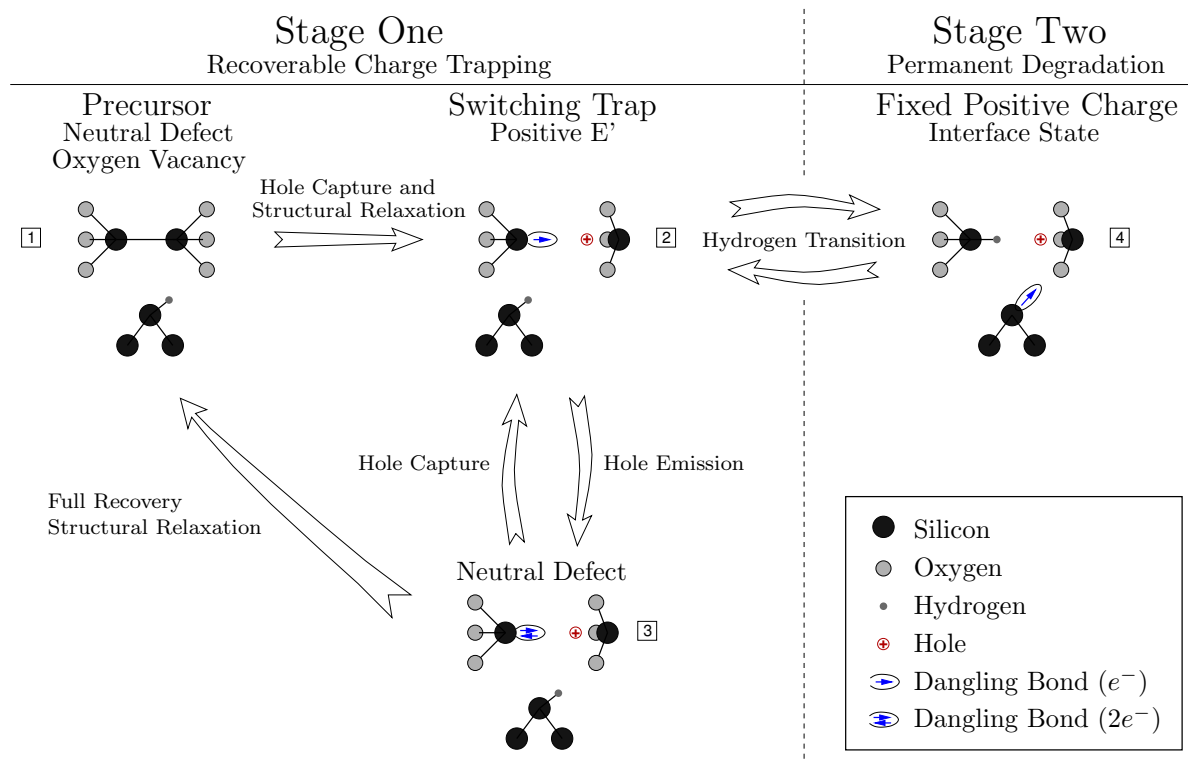 Stage One
Recoverable Charge Trapping
Stage Two
Permanent Degradation
Precursor
Neutral Defect
Oxygen Vacancy
Switching Trap
Positive E'
Fixed Positive Charge
Interface State
Hole Capture and
Structural Relaxation
1
2
Hydrogen Transition
4
Hole Capture
Hole Emission
Full Recovery
Structural Relaxation
Neutral Defect
3
Silicon
Oxygen
Hydrogen
Hole
Dangling Bond (e⁻)
Dangling Bond (2e⁻)